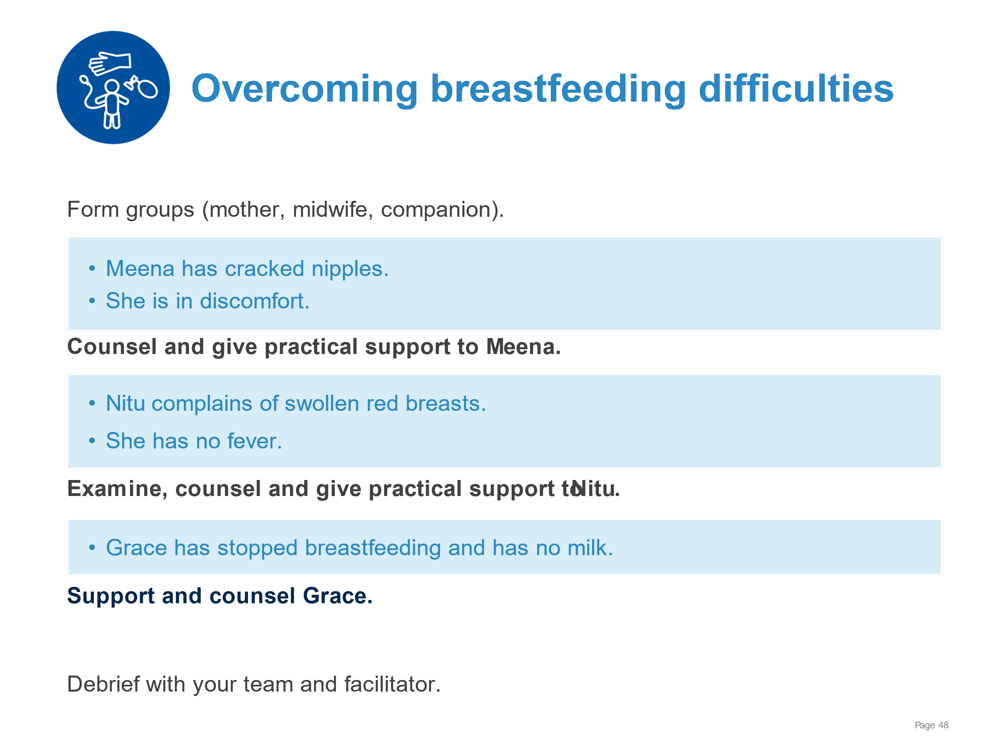 Overcoming breastfeeding difficulties
Form groups (mother, midwife, companion).
• Meena has cracked nipples.
• She is in discomfort.
Counsel and give practical support to Meena.
• Nitu complains of swollen red breasts.
• She has no fever.
Examine, counsel and give practical support to Nitu.
• Grace has stopped breastfeeding and has no milk.
Support and counsel Grace.
Debrief with your team and facilitator.
Page 48